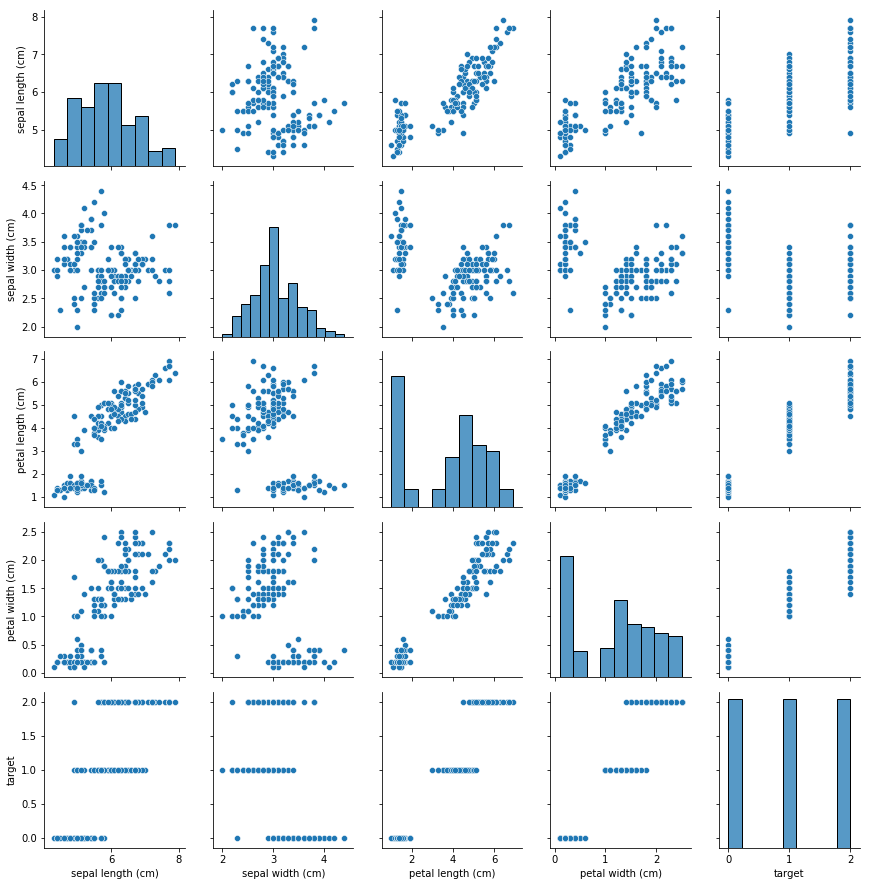 8
7
6
5
sepal length (cm)
4.5
4.0
3.5
3.0
2.5
2.0
sepal width (cm)
7
6
5
4
3
2
1
petal length (cm)
2.5
2.0
1.5
1.0
0.5
0.0
petal width (cm)
2.0
1.5
1.0
0.5
0.0
target
6 8
sepal length (cm)
2 3 4
sepal width (cm)
2 4 6
petal length (cm)
0 1 2
petal width (cm)
0 1 2
target